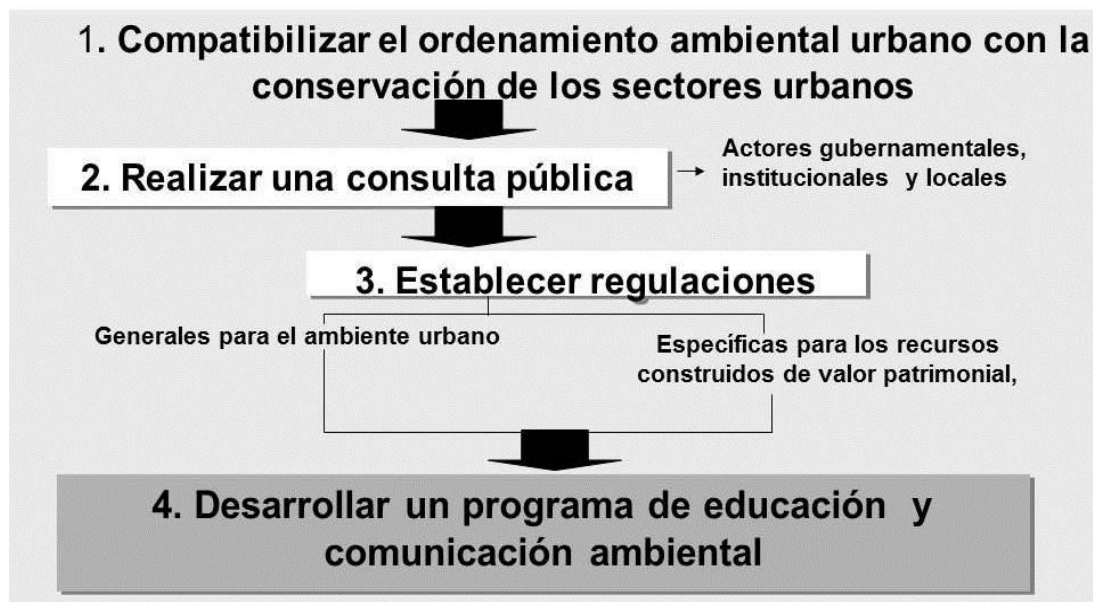 1. Compatibilizar el ordenamiento ambiental urbano con la
conservación de los sectores urbanos
2. Realizar una consulta pública
Actores gubernamentales,
institucionales y locales
3. Establecer regulaciones
Generales para el ambiente urbano
Específicas para los recursos
construidos de valor patrimonial,
4. Desarrollar un programa de educación y
comunicación ambiental